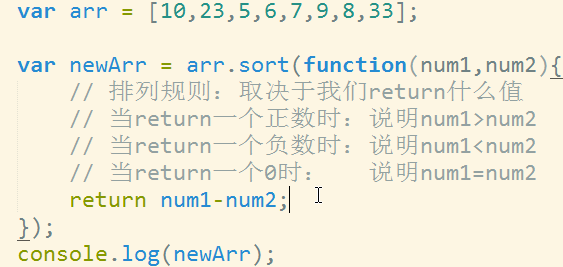 var arr = [10,23,5,6,7,9,8,33];
var newArr = arr.sort(function(num1,num2){
// 排列规则：取决于我们return什么值
// 当return一个正数时：说明num1>num2
// 当return一个负数时：说明num1<num2
// 当return一个0时：  说明num1=num2
return num1-num2;
});
console.log(newArr);